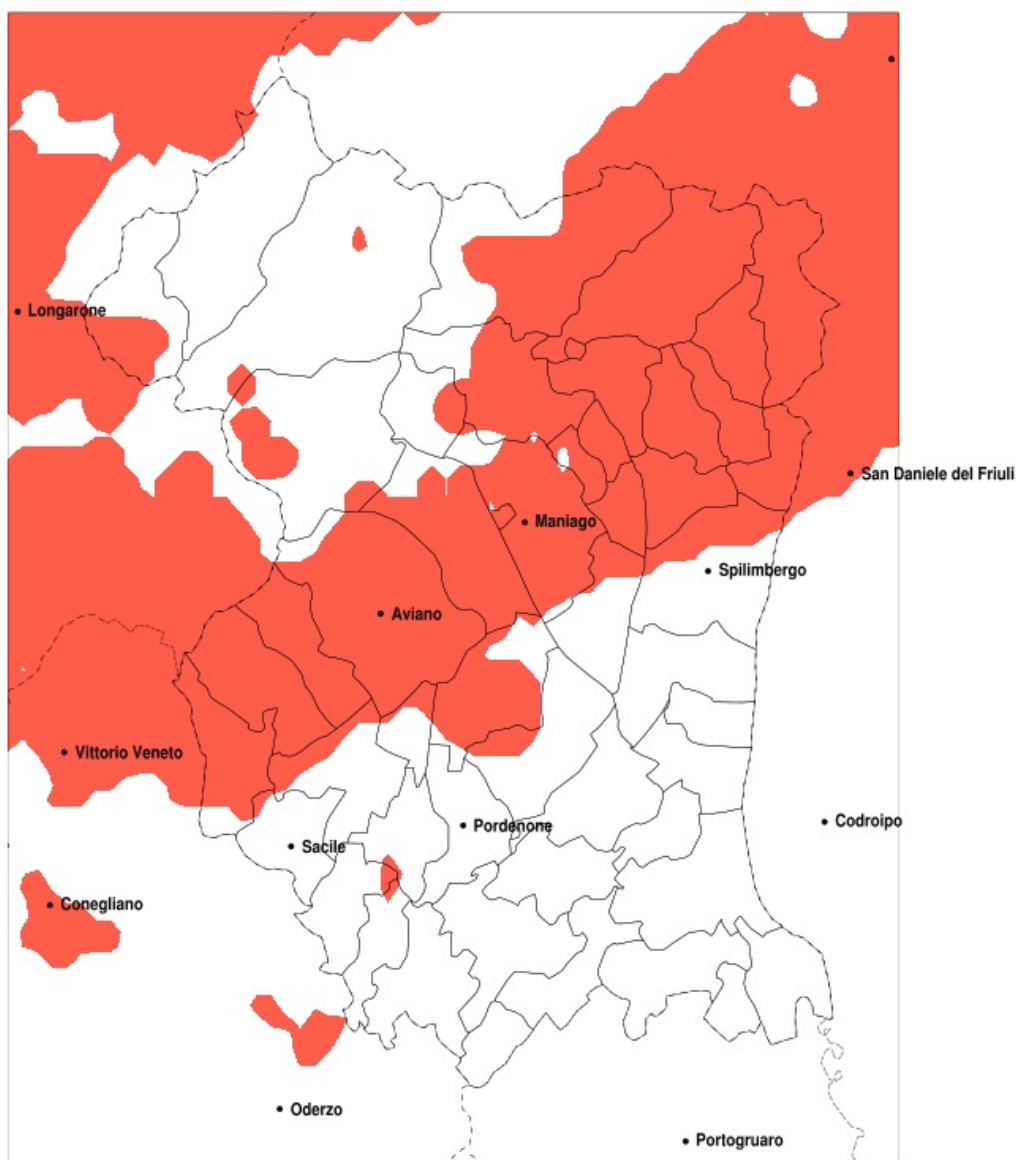 Longarone
San Daniele del Friuli
Maniago
Spilimbergo
Aviano
Vittorio Veneto
Codroipo
Pordenone
Sacile
Conegliano
Oderzo
Portogruaro